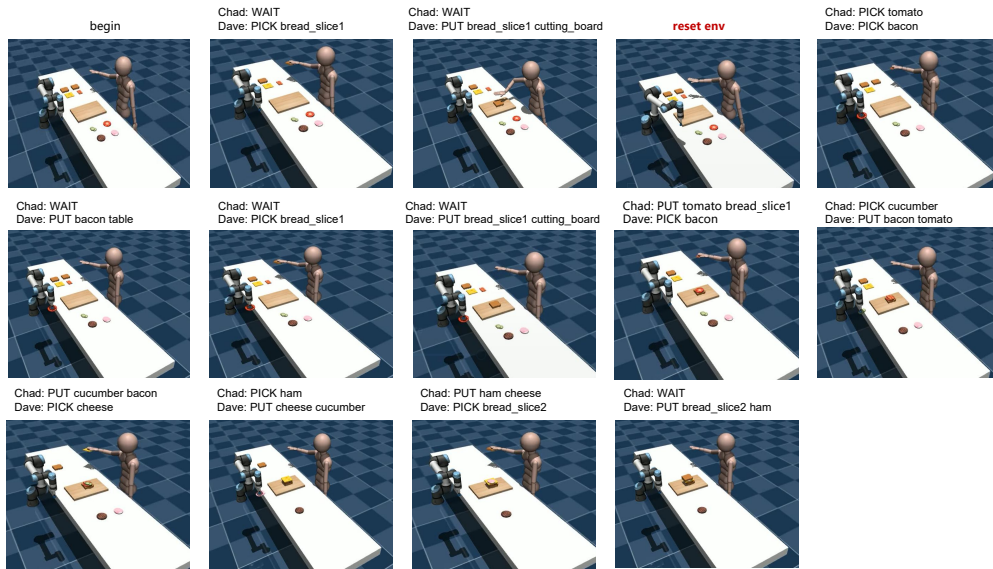 begin
Chad: WAIT
Dave: PICK bread_slice1
Chad: WAIT
Dave: PUT bread_slice1 cutting_board
reset env
Chad: PICK tomato
Dave: PICK bacon
Chad: WAIT
Dave: PUT bacon table
Chad: WAIT
Dave: PICK bread_slice1
Chad: WAIT
Dave: PUT bread_slice1 cutting_board
Chad: PUT tomato bread_slice1
Dave: PICK bacon
Chad: PICK cucumber
Dave: PUT bacon tomato
Chad: PUT cucumber bacon
Dave: PICK cheese
Chad: PICK ham
Dave: PUT cheese cucumber
Chad: PUT ham cheese
Dave: PICK bread_slice2
Chad: WAIT
Dave: PUT bread_slice2 ham